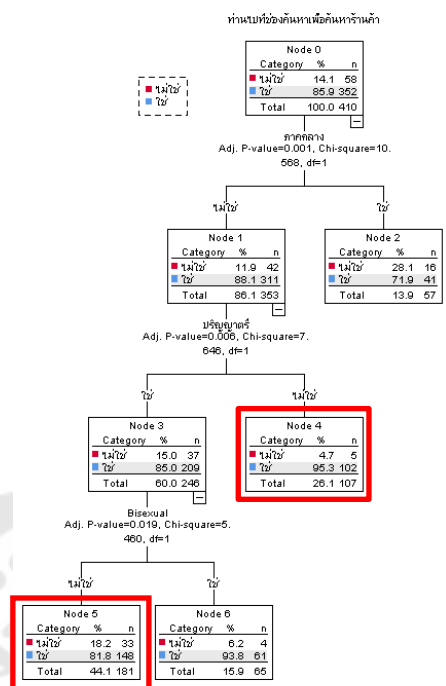 ท่านไปที่ช่องค้นหาเพื่อค้นหาร้านค้า
Node 0
Category % n
ไม่ใช่ 14.1 58
ใช่ 85.9 352
Total 100.0 410
ไม่ใช่
ใช่
ภาคกลาง
Adj. P-value=0.001, Chi-square=10.
568, df=1
ไม่ใช่
ใช่
Node 1
Category % n
ไม่ใช่ 11.9 42
ใช่ 88.1 311
Total 86.1 353
Node 2
Category % n
ไม่ใช่ 28.1 16
ใช่ 71.9 41
Total 13.9 57
ปริญญาตรี
Adj. P-value=0.006, Chi-square=7.
646, df=1
ใช่
ไม่ใช่
Node 3
Category % n
ไม่ใช่ 15.0 37
ใช่ 85.0 209
Total 60.0 246
Node 4
Category % n
ไม่ใช่ 4.7 5
ใช่ 95.3 102
Total 26.1 107
Bisexual
Adj. P-value=0.019, Chi-square=5.
460, df=1
ไม่ใช่
ใช่
Node 5
Category % n
ไม่ใช่ 18.2 33
ใช่ 81.8 148
Total 44.1 181
Node 6
Category % n
ไม่ใช่ 6.2 4
ใช่ 93.8 61
Total 15.9 65